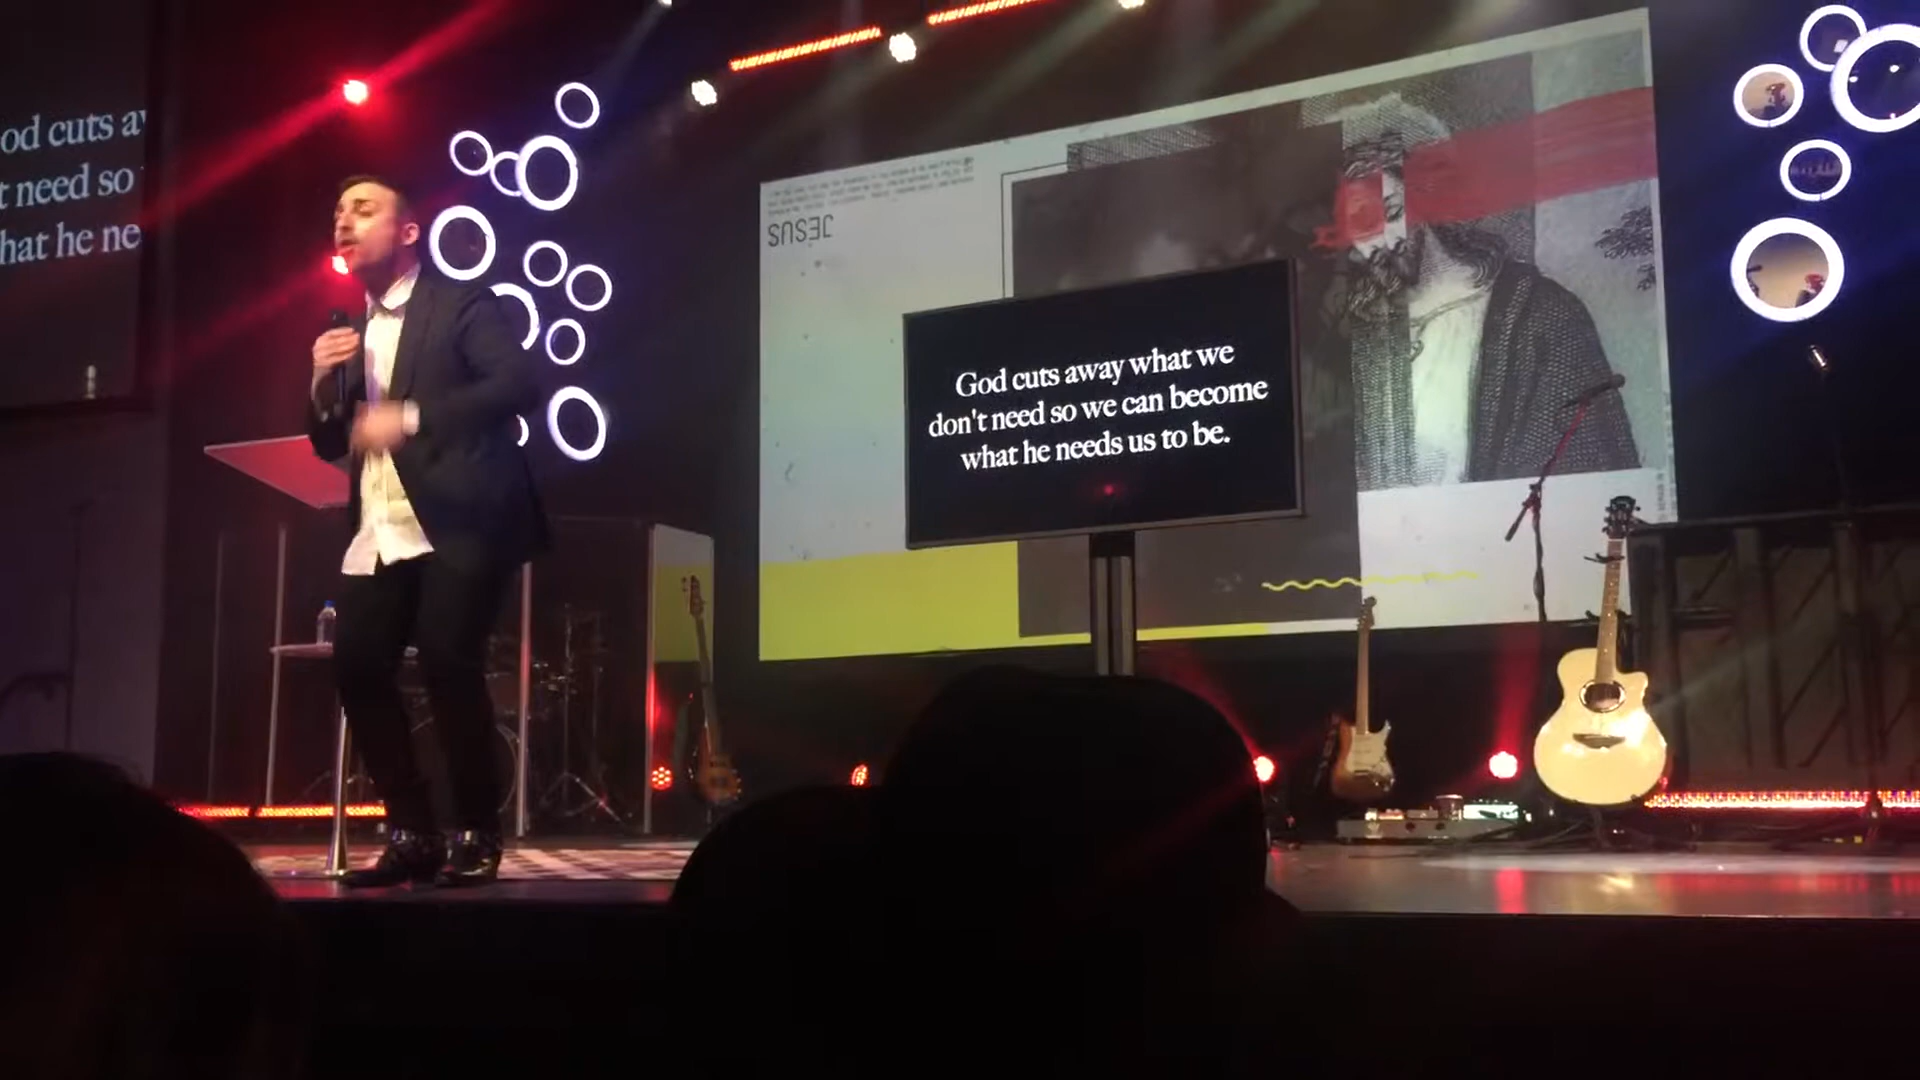 od cuts a
t need so
hat he ne
JESUS
God cuts away what we
don't need so we can become
what he needs us to be.